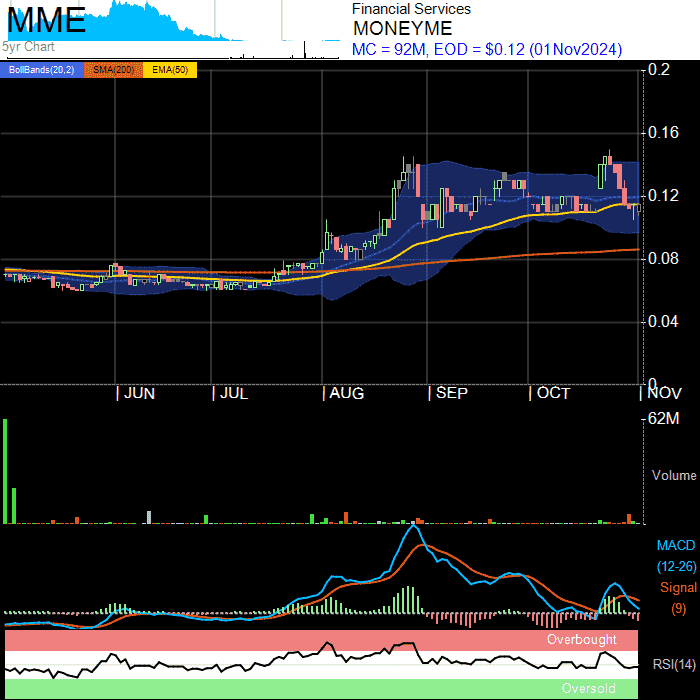 MME
5yr Chart
Financial Services
MONEYME
MC = 92M, EOD = $0.12 (01Nov2024)
BollBands(20,2) SMA(200) EMA(50)
0.2
0.16
0.12
0.08
0.04
0
JUN JUL AUG SEP OCT NOV
62M
Volume
MACD
(12-26)
Signal
(9)
Overbought
RSI(14)
Oversold